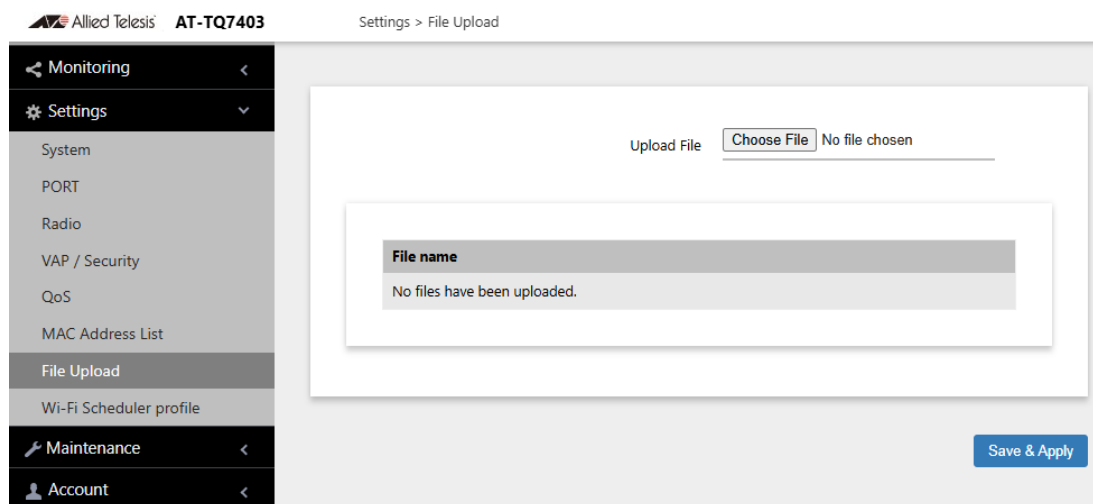 Allied Telesis AT-TQ7403
Settings > File Upload
Monitoring
Settings
System
PORT
Radio
VAP / Security
QoS
MAC Address List
File Upload
Wi-Fi Scheduler profile
Maintenance
Account
Upload File Choose File No file chosen
File name
No files have been uploaded.
Save & Apply